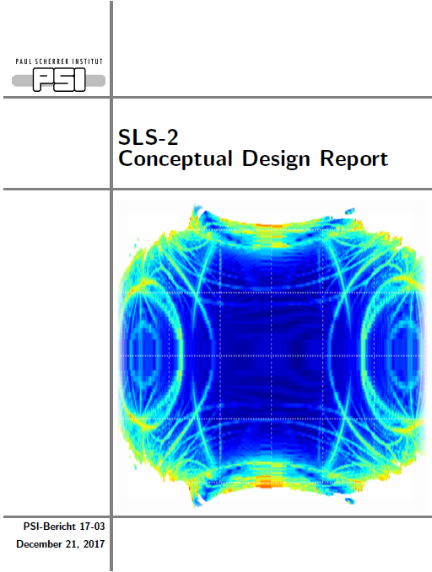 PAUL SCHERRER INSTITUT
PSI
SLS-2
Conceptual Design Report
PSI-Bericht 17-03
December 21, 2017